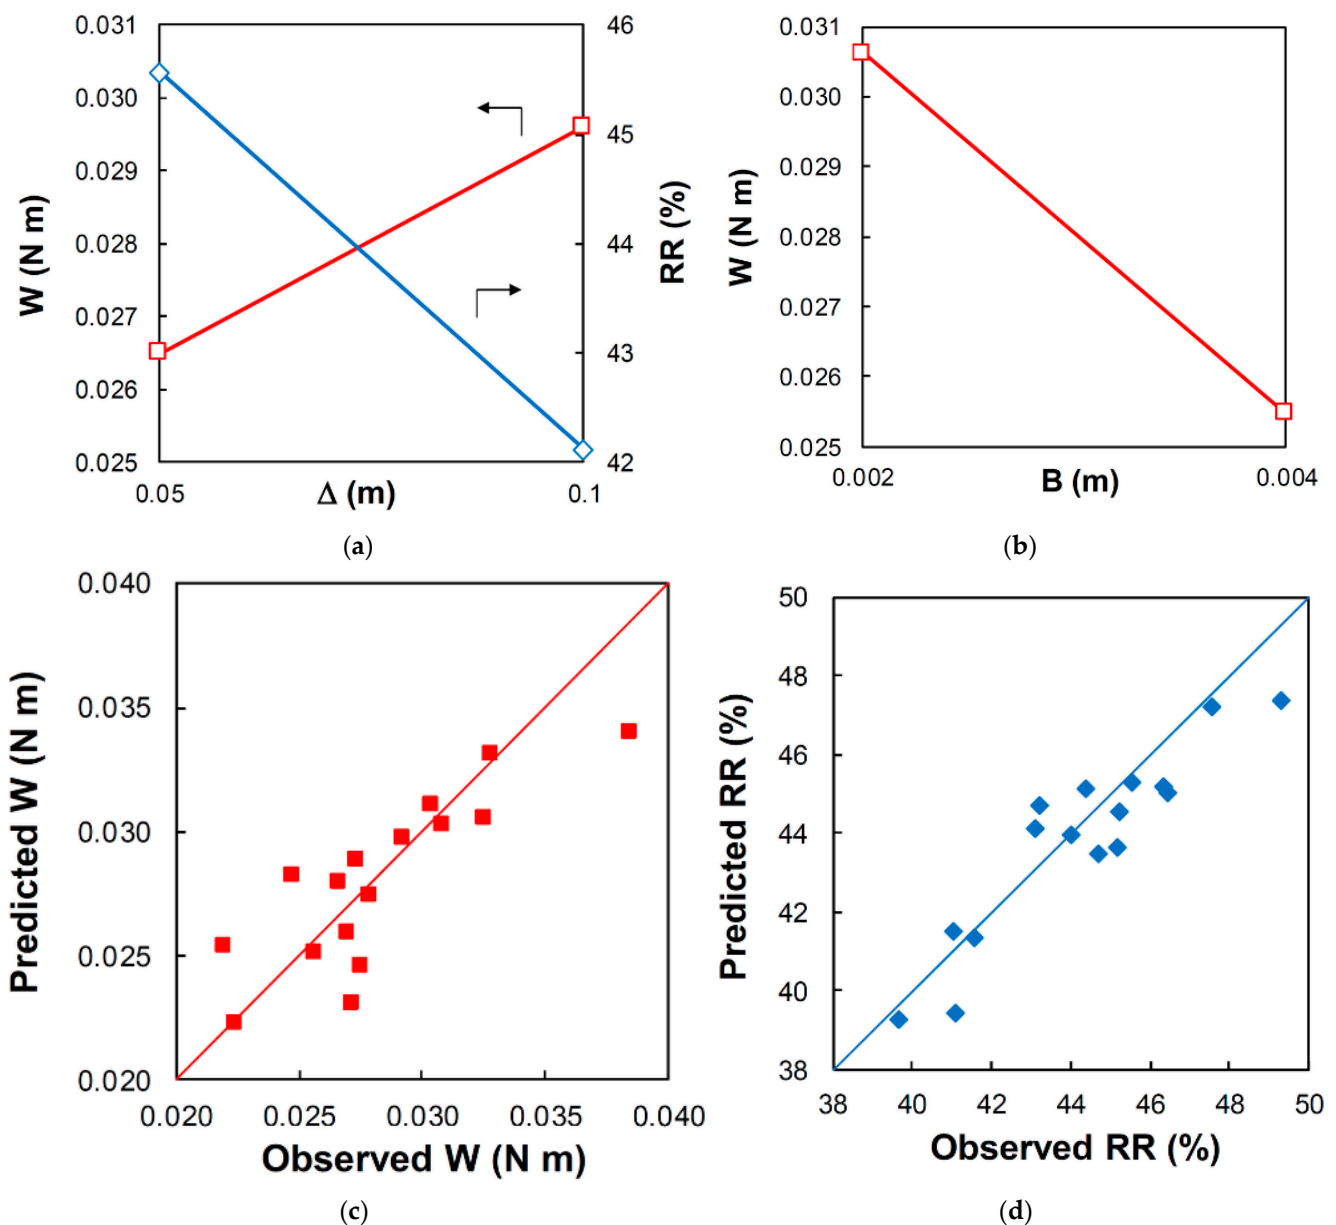 0.031
0.030
0.029
0.028
0.027
0.026
0.025
W (N m)
46
45
44
43
42
RR (%)
0.05
Δ (m)
0.1
(a)
0.031
0.030
0.029
0.028
0.027
0.026
0.025
W (N m)
0.002
B (m)
0.004
(b)
0.040
0.035
0.030
0.025
0.020
Predicted W (N m)
0.020 0.025 0.030 0.035 0.040
Observed W (N m)
(c)
50
48
46
44
42
40
38
Predicted RR (%)
38 40 42 44 46 48 50
Observed RR (%)
(d)